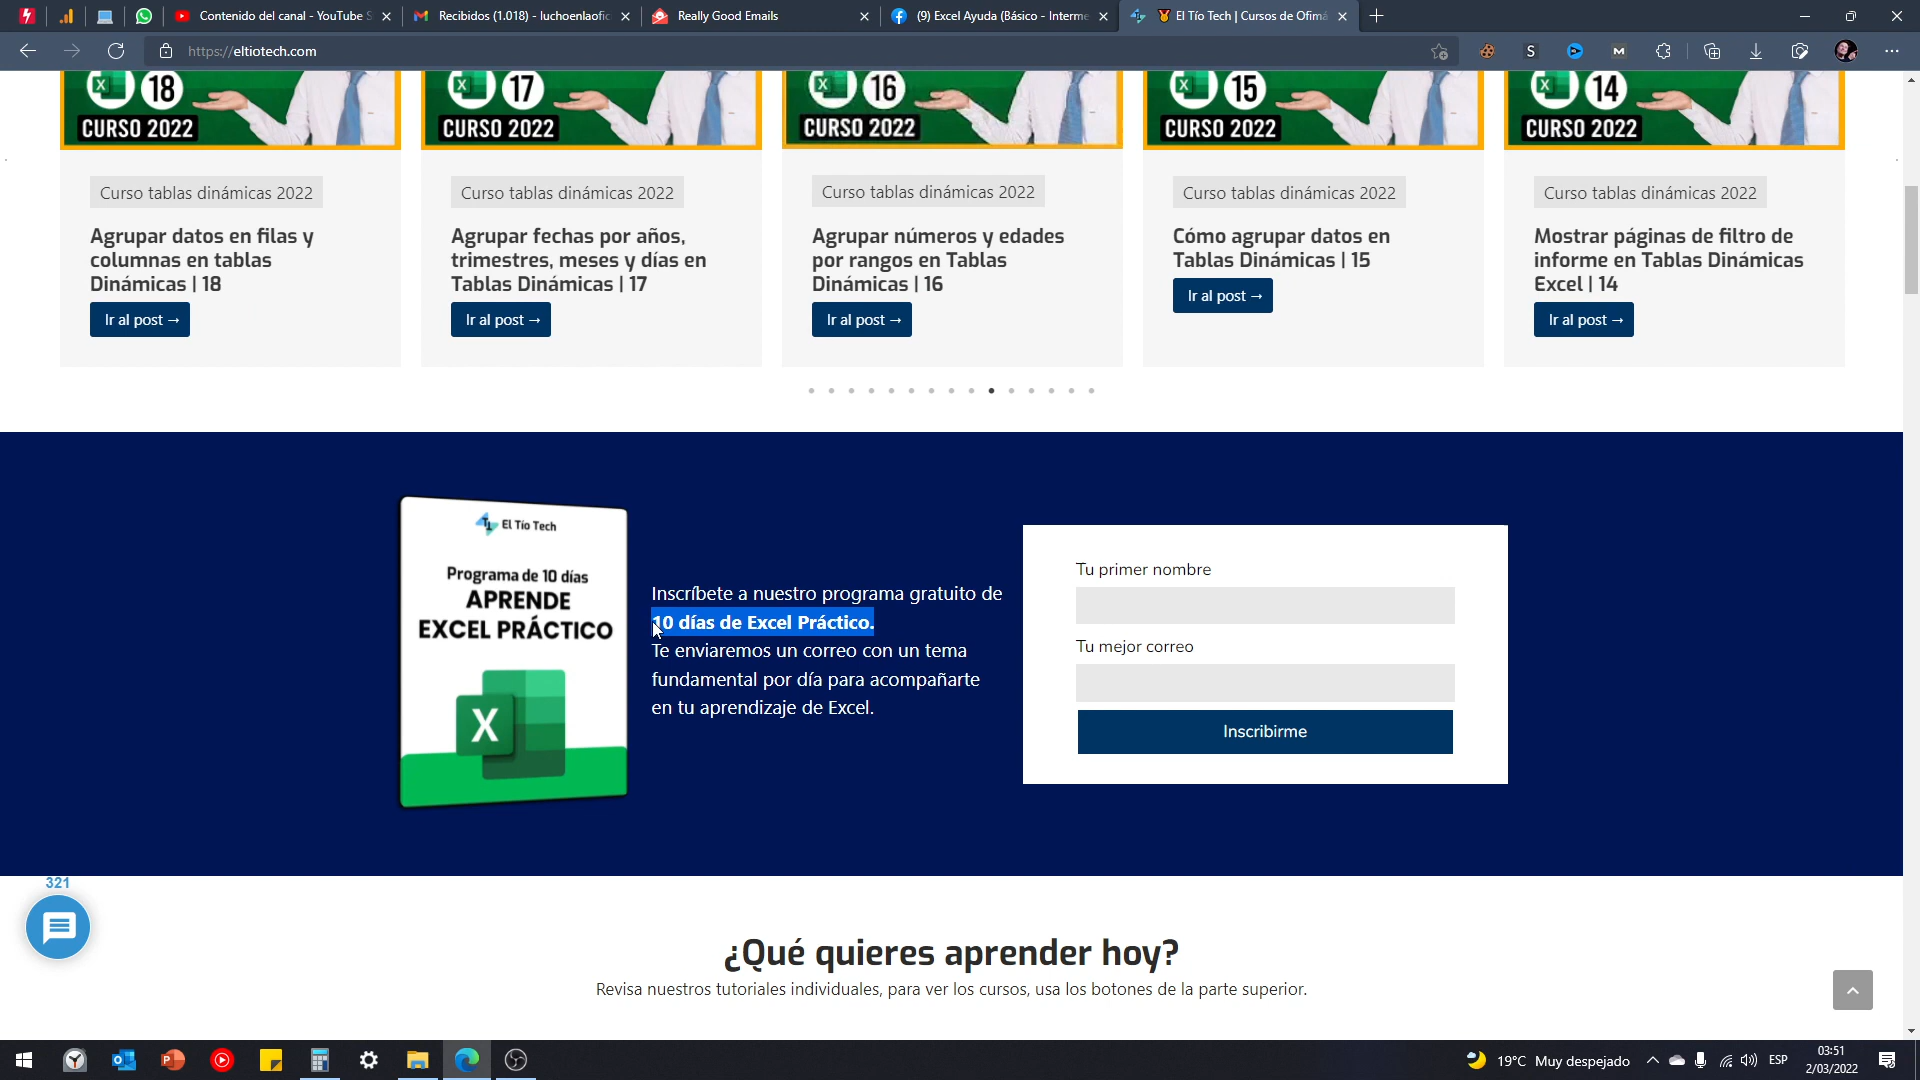 Contenido del canal - YouTube S
Recibidos (1.018) - luchoenlaofic
Really Good Emails
(9) Excel Ayuda (Básico - Interme
El Tío Tech | Cursos de Ofimá
https://eltiotech.com
18
CURSO 2022
17
CURSO 2022
16
CURSO 2022
15
CURSO 2022
14
CURSO 2022
Curso tablas dinámicas 2022
Agrupar datos en filas y
columnas en tablas
Dinámicas | 18
Ir al post →
Curso tablas dinámicas 2022
Agrupar fechas por años,
trimestres, meses y días en
Tablas Dinámicas | 17
Ir al post →
Curso tablas dinámicas 2022
Agrupar números y edades
por rangos en Tablas
Dinámicas | 16
Ir al post →
Curso tablas dinámicas 2022
Cómo agrupar datos en
Tablas Dinámicas | 15
Ir al post →
Curso tablas dinámicas 2022
Mostrar páginas de filtro de
informe en Tablas Dinámicas
Excel | 14
Ir al post →
El Tío Tech
Programa de 10 días
APRENDE
EXCEL PRÁCTICO
X
Inscríbete a nuestro programa gratuito de
10 días de Excel Práctico.
Te enviaremos un correo con un tema
fundamental por día para acompañarte
en tu aprendizaje de Excel.
Tu primer nombre
Tu mejor correo
Inscribirme
321
¿Qué quieres aprender hoy?
Revisa nuestros tutoriales individuales, para ver los cursos, usa los botones de la parte superior.
19°C Muy despejado
ESP
03:51
2/03/2022